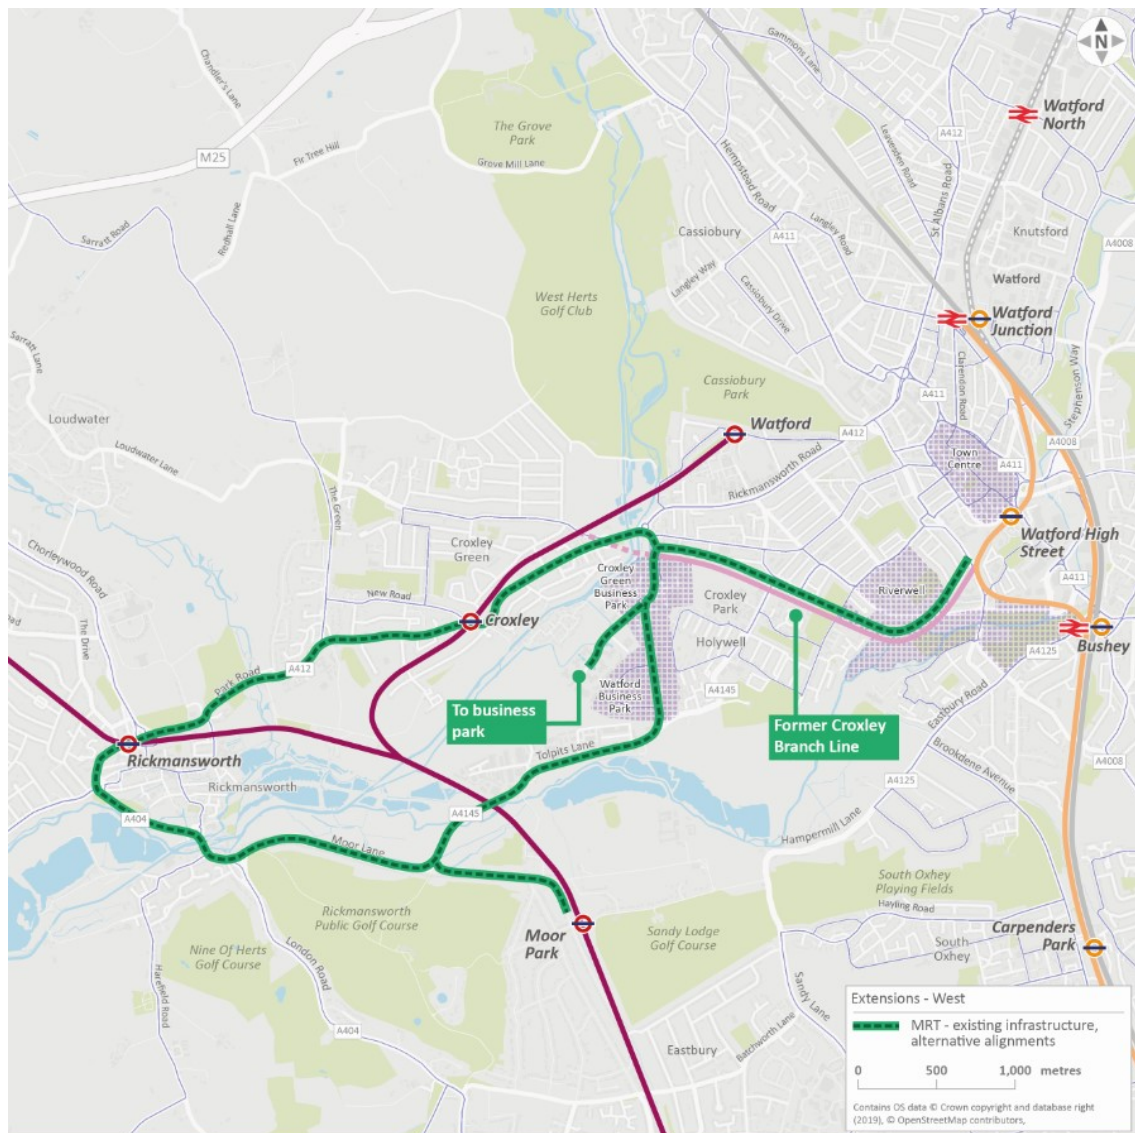 N
Gammons Lane
Chandler's Lane
Watford
North
The Grove
Park
A412
M25
Fir Tree Hill
Grove Mill Lane
Hempstead Road
Leavesden Road
St Albans Road
Sarratt Road
Redhall Lane
Langley Road
Cassiobury
A411
Knutsford
A4008
Langley Way
Cassiobury Drive
Watford
West Herts
Golf Club
Watford
Junction
Sarratt Lane
Clarendon Road
Stephenson Way
Cassiobury
Park
A411
Loudwater
Watford
A412
A4008
Loudwater Lane
Town
Centre
Rickmansworth Road
A411
The Green
Chorleywood Road
Croxley
Green
Watford High
Street
Croxley
Green
Business
Park
A411
Riverwell
New Road
Croxley
Park
oad
The Drive
Croxley
Holywell
Bushey
A412
A4125
Park Road
Watford
Business
Park
A4145
Eastbury Road
To business
park
Former Croxley
Branch Line
Tolpits Lane
Brookdene Avenue
Rickmansworth
A4008
Rickmansworth
A4125
A404
A4145
Moor Lane
Hampermill Lane
South Oxhey
Playing Fields
Rickmansworth
Public Golf Course
Hayling Road
Moor
Park
Sandy Lodge
Golf Course
Carpenders
Park
Nine Of Herts
Golf Course
London Road
South
Oxhey
Harefield Road
Sandy Lane
A404
Batchworth Lane
Eastbury
Extensions - West
MRT - existing infrastructure,
alternative alignments
0 500 1,000 metres
Contains OS data © Crown copyright and database right
(2019), © OpenStreetMap contributors,